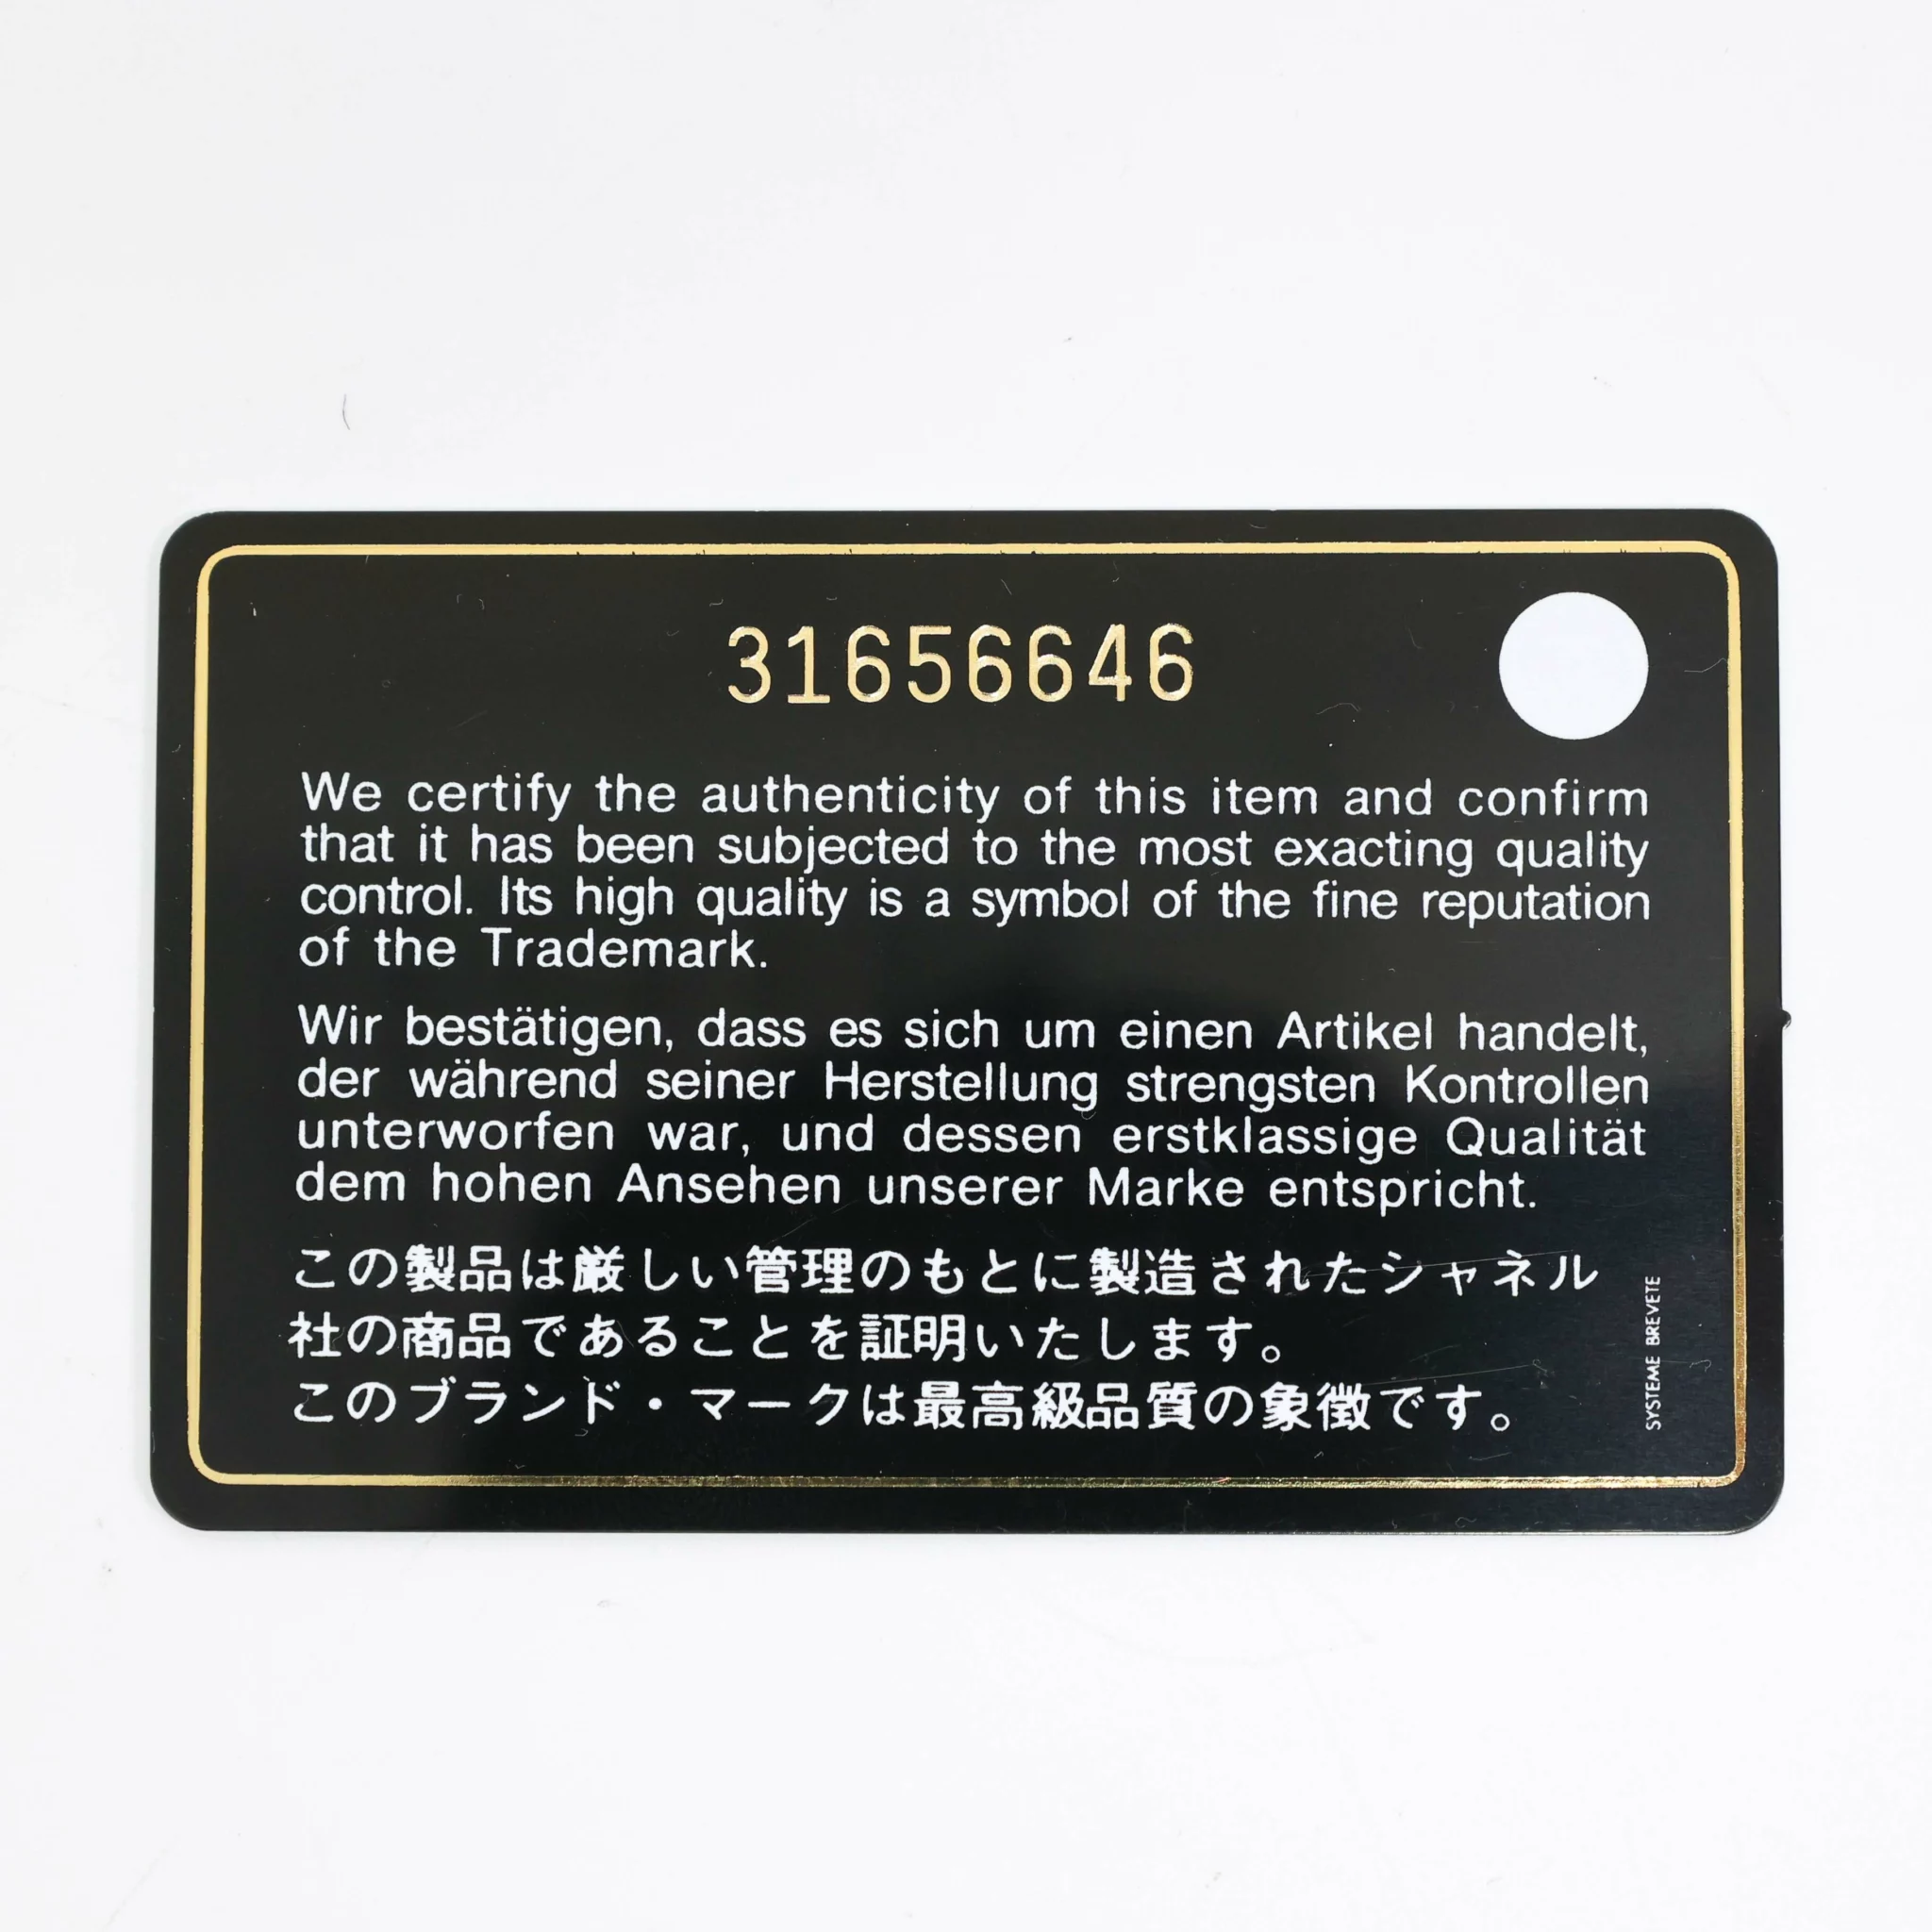 31656646
We certify the authenticity of this item and confirm
that it has been subjected to the most exacting quality
control. Its high quality is a symbol of the fine reputation
of the Trademark.
Wir bestätigen, dass es sich um einen Artikel handelt,
der während seiner Herstellung strengsten Kontrollen
unterworfen war, und dessen erstklassige Qualität
dem hohen Ansehen unserer Marke entspricht.
この製品は厳しい管理のもとに製造されたシャネル
社の商品であることを証明いたします。
このブランド・マークは最高級品質の象徴です。
SYSTEME BREVETE